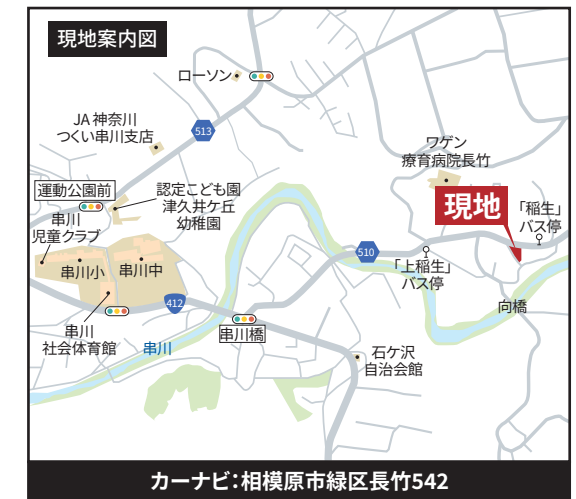 現地案内図
ローソン
JA神奈川
つくい串川支店
513
ワゲン
療育病院長竹
運動公園前
認定こども園
津久井ケ丘
幼稚園
現地
「稲生」
バス停
串川
児童クラブ
串川小
串川中
510
「上稲生」
バス停
412
向橋
串川
社会体育館
串川
串川橋
石ケ沢
自治会館
カーナビ:相模原市緑区長竹542